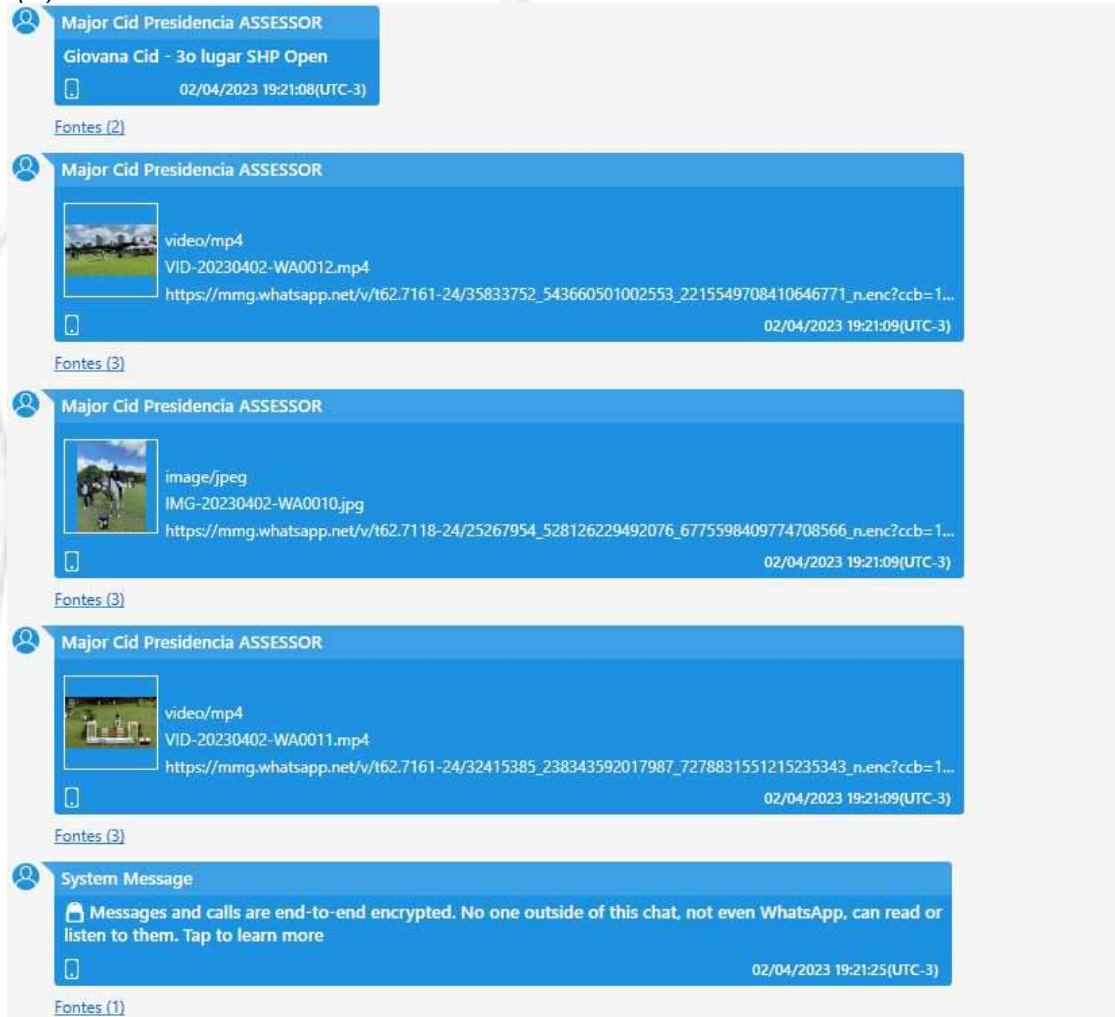 Major Cid Presidencia ASSESSOR
Giovana Cid - 3o lugar SHP Open
02/04/2023 19:21:08(UTC-3)
Fontes (2)
Major Cid Presidencia ASSESSOR
video/mp4
VID-20230402-WA0012.mp4
https://mmg.whatsapp.net/v/t62.7161-24/35833752_543660501002553_2215549708410646771_n.enc?ccb=1...
02/04/2023 19:21:09(UTC-3)
Fontes (3)
Major Cid Presidencia ASSESSOR
image/jpeg
IMG-20230402-WA0010.jpg
https://mmg.whatsapp.net/v/t62.7118-24/25267954_528126229492076_6775598409774708566_n.enc?ccb=1...
02/04/2023 19:21:09(UTC-3)
Fontes (3)
Major Cid Presidencia ASSESSOR
video/mp4
VID-20230402-WA0011.mp4
https://mmg.whatsapp.net/v/t62.7161-24/32415385_238343592017987_7278831551215235343_n.enc?ccb=1...
02/04/2023 19:21:09(UTC-3)
Fontes (3)
System Message
Messages and calls are end-to-end encrypted. No one outside of this chat, not even WhatsApp, can read or
listen to them. Tap to learn more
02/04/2023 19:21:25(UTC-3)
Fontes (1)